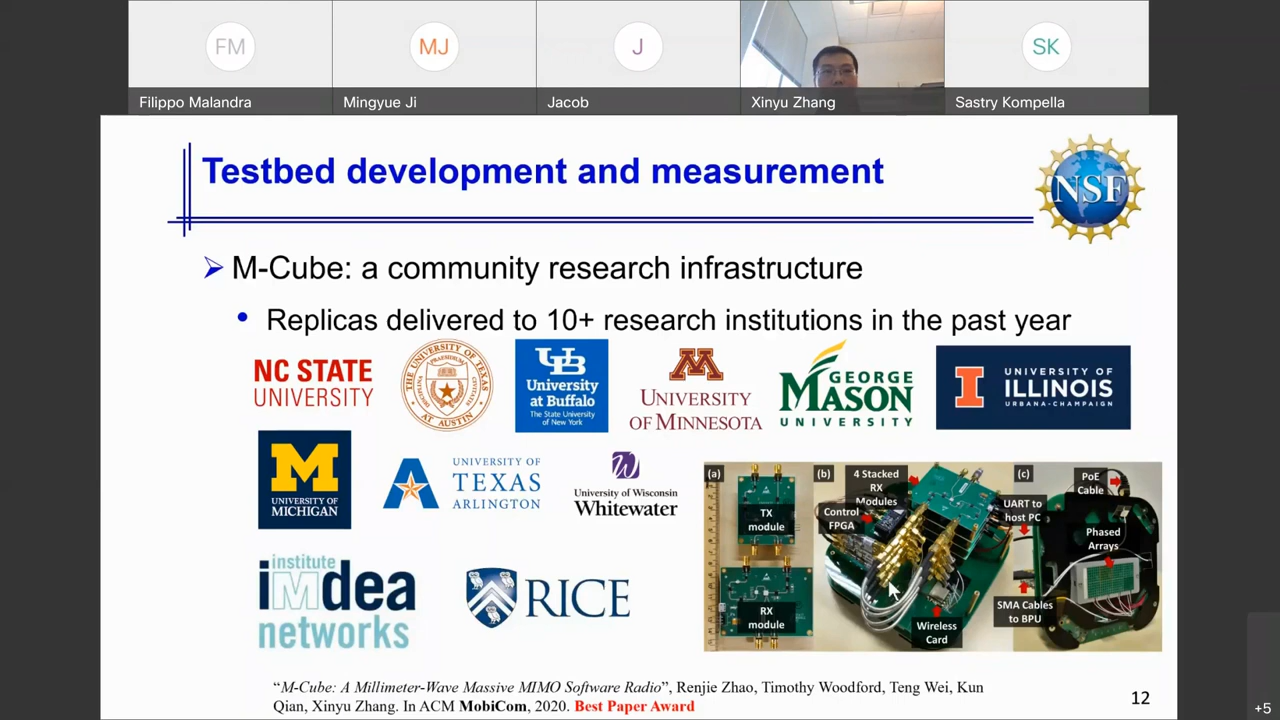 FM
MJ
J
SK
Filippo Malandra
Mingyue Ji
Jacob
Xinyu Zhang
Sastry Kompella
Testbed development and measurement
NSF
M-Cube: a community research infrastructure
Replicas delivered to 10+ research institutions in the past year
NC STATE
UNIVERSITY
THE UNIVERSITY OF TEXAS
AT AUSTIN
UB
University
at Buffalo
The State University
of New York
M
UNIVERSITY
OF MINNESOTA
GEORGE
MASON
UNIVERSITY
I
UNIVERSITY OF
ILLINOIS
URBANA-CHAMPAIGN
M
UNIVERSITY OF
MICHIGAN
A
UNIVERSITY OF
TEXAS
ARLINGTON
W
University of Wisconsin
Whitewater
institute
imdea
networks
RICE
(a)
TX
module
RX
module
(b)
4 Stacked
RX
Modules
Control
FPGA
Wireless
Card
(c)
PoE
Cable
UART to
host PC
Phased
Arrays
SMA Cables
to BPU
“M-Cube: A Millimeter-Wave Massive MIMO Software Radio”, Renjie Zhao, Timothy Woodford, Teng Wei, Kun
Qian, Xinyu Zhang. In ACM MobiCom, 2020. Best Paper Award
12
+5